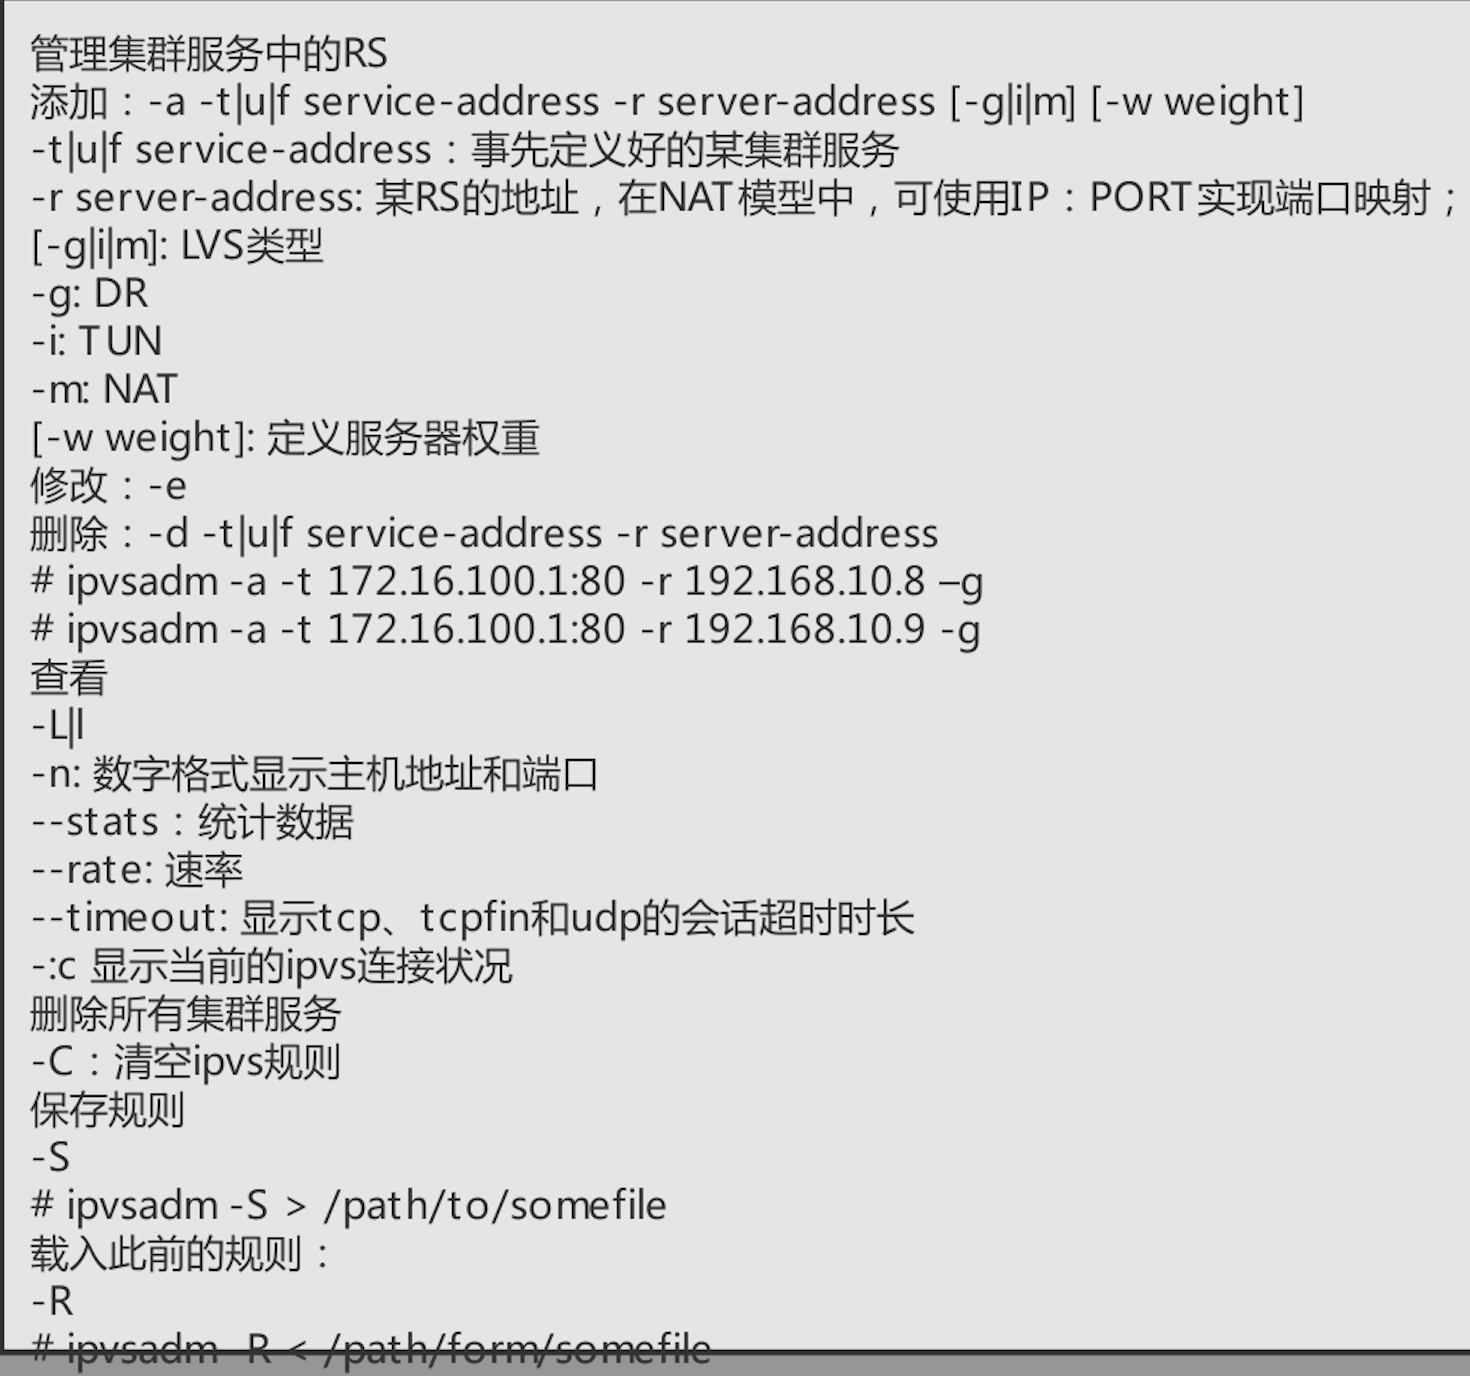 管理集群服务中的RS
添加：-a -t|u|f service-address -r server-address [-g|i|m] [-w weight]
-t|u|f service-address：事先定义好的某集群服务
-r server-address: 某RS的地址，在NAT模型中，可使用IP：PORT实现端口映射；
[-g|i|m]: LVS类型
-g: DR
-i: TUN
-m: NAT
[-w weight]: 定义服务器权重
修改：-e
删除：-d -t|u|f service-address -r server-address
# ipvsadm -a -t 172.16.100.1:80 -r 192.168.10.8 –g
# ipvsadm -a -t 172.16.100.1:80 -r 192.168.10.9 -g
查看
-L|l
-n: 数字格式显示主机地址和端口
--stats：统计数据
--rate: 速率
--timeout: 显示tcp、tcpfin和udp的会话超时时长
-:c 显示当前的ipvs连接状况
删除所有集群服务
-C：清空ipvs规则
保存规则
-S
# ipvsadm -S > /path/to/somefile
载入此前的规则：
-R
# ipvsadm -R < /path/form/somefile